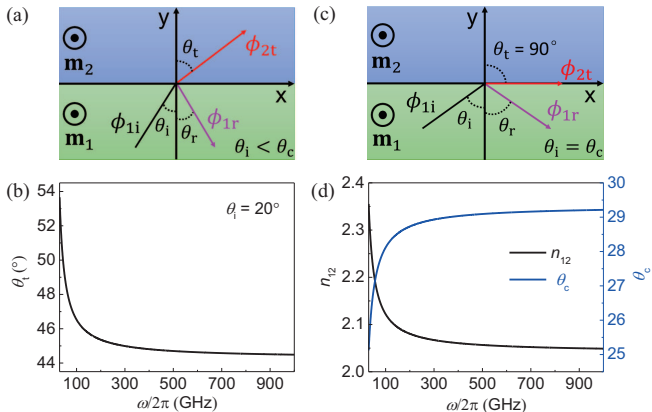 (a)
y
θt
ϕ2t
m2
x
m1
ϕ1i
θi
θr
ϕ1r
θi < θc
(c)
y
θt = 90°
ϕ2t
m2
x
m1
ϕ1i
θi
θr
ϕ1r
θi = θc
(b)
54
52
50
48
46
44
θt (°)
θi = 20°
100 300 500 700 900
ω/2π (GHz)
(d)
2.4
2.3
2.2
2.1
2.0
n12
n12
θc
30
29
28
27
26
25
θc
100 300 500 700 900
ω/2π (GHz)